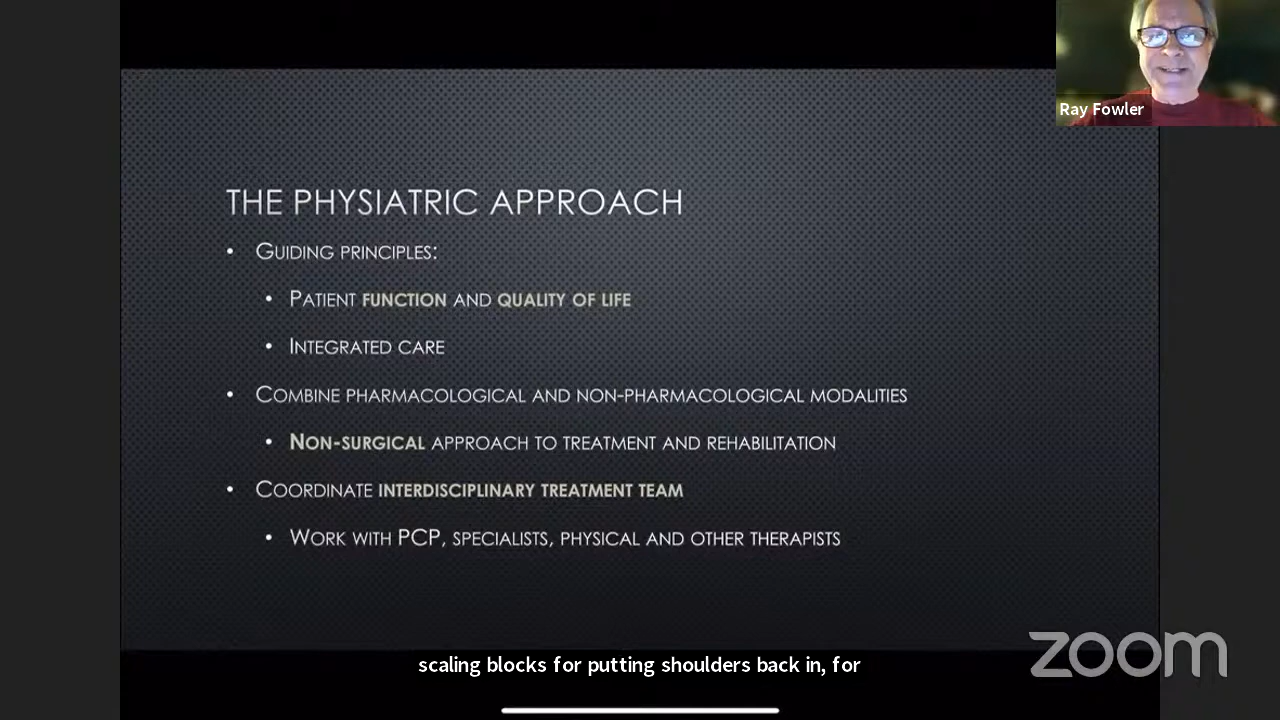 Ray Fowler
THE PHYSIATRIC APPROACH
• GUIDING PRINCIPLES:
• PATIENT FUNCTION AND QUALITY OF LIFE
• INTEGRATED CARE
• COMBINE PHARMACOLOGICAL AND NON-PHARMACOLOGICAL MODALITIES
• NON-SURGICAL APPROACH TO TREATMENT AND REHABILITATION
• COORDINATE INTERDISCIPLINARY TREATMENT TEAM
• WORK WITH PCP, SPECIALISTS, PHYSICAL AND OTHER THERAPISTS
zoom
scaling blocks for putting shoulders back in, for